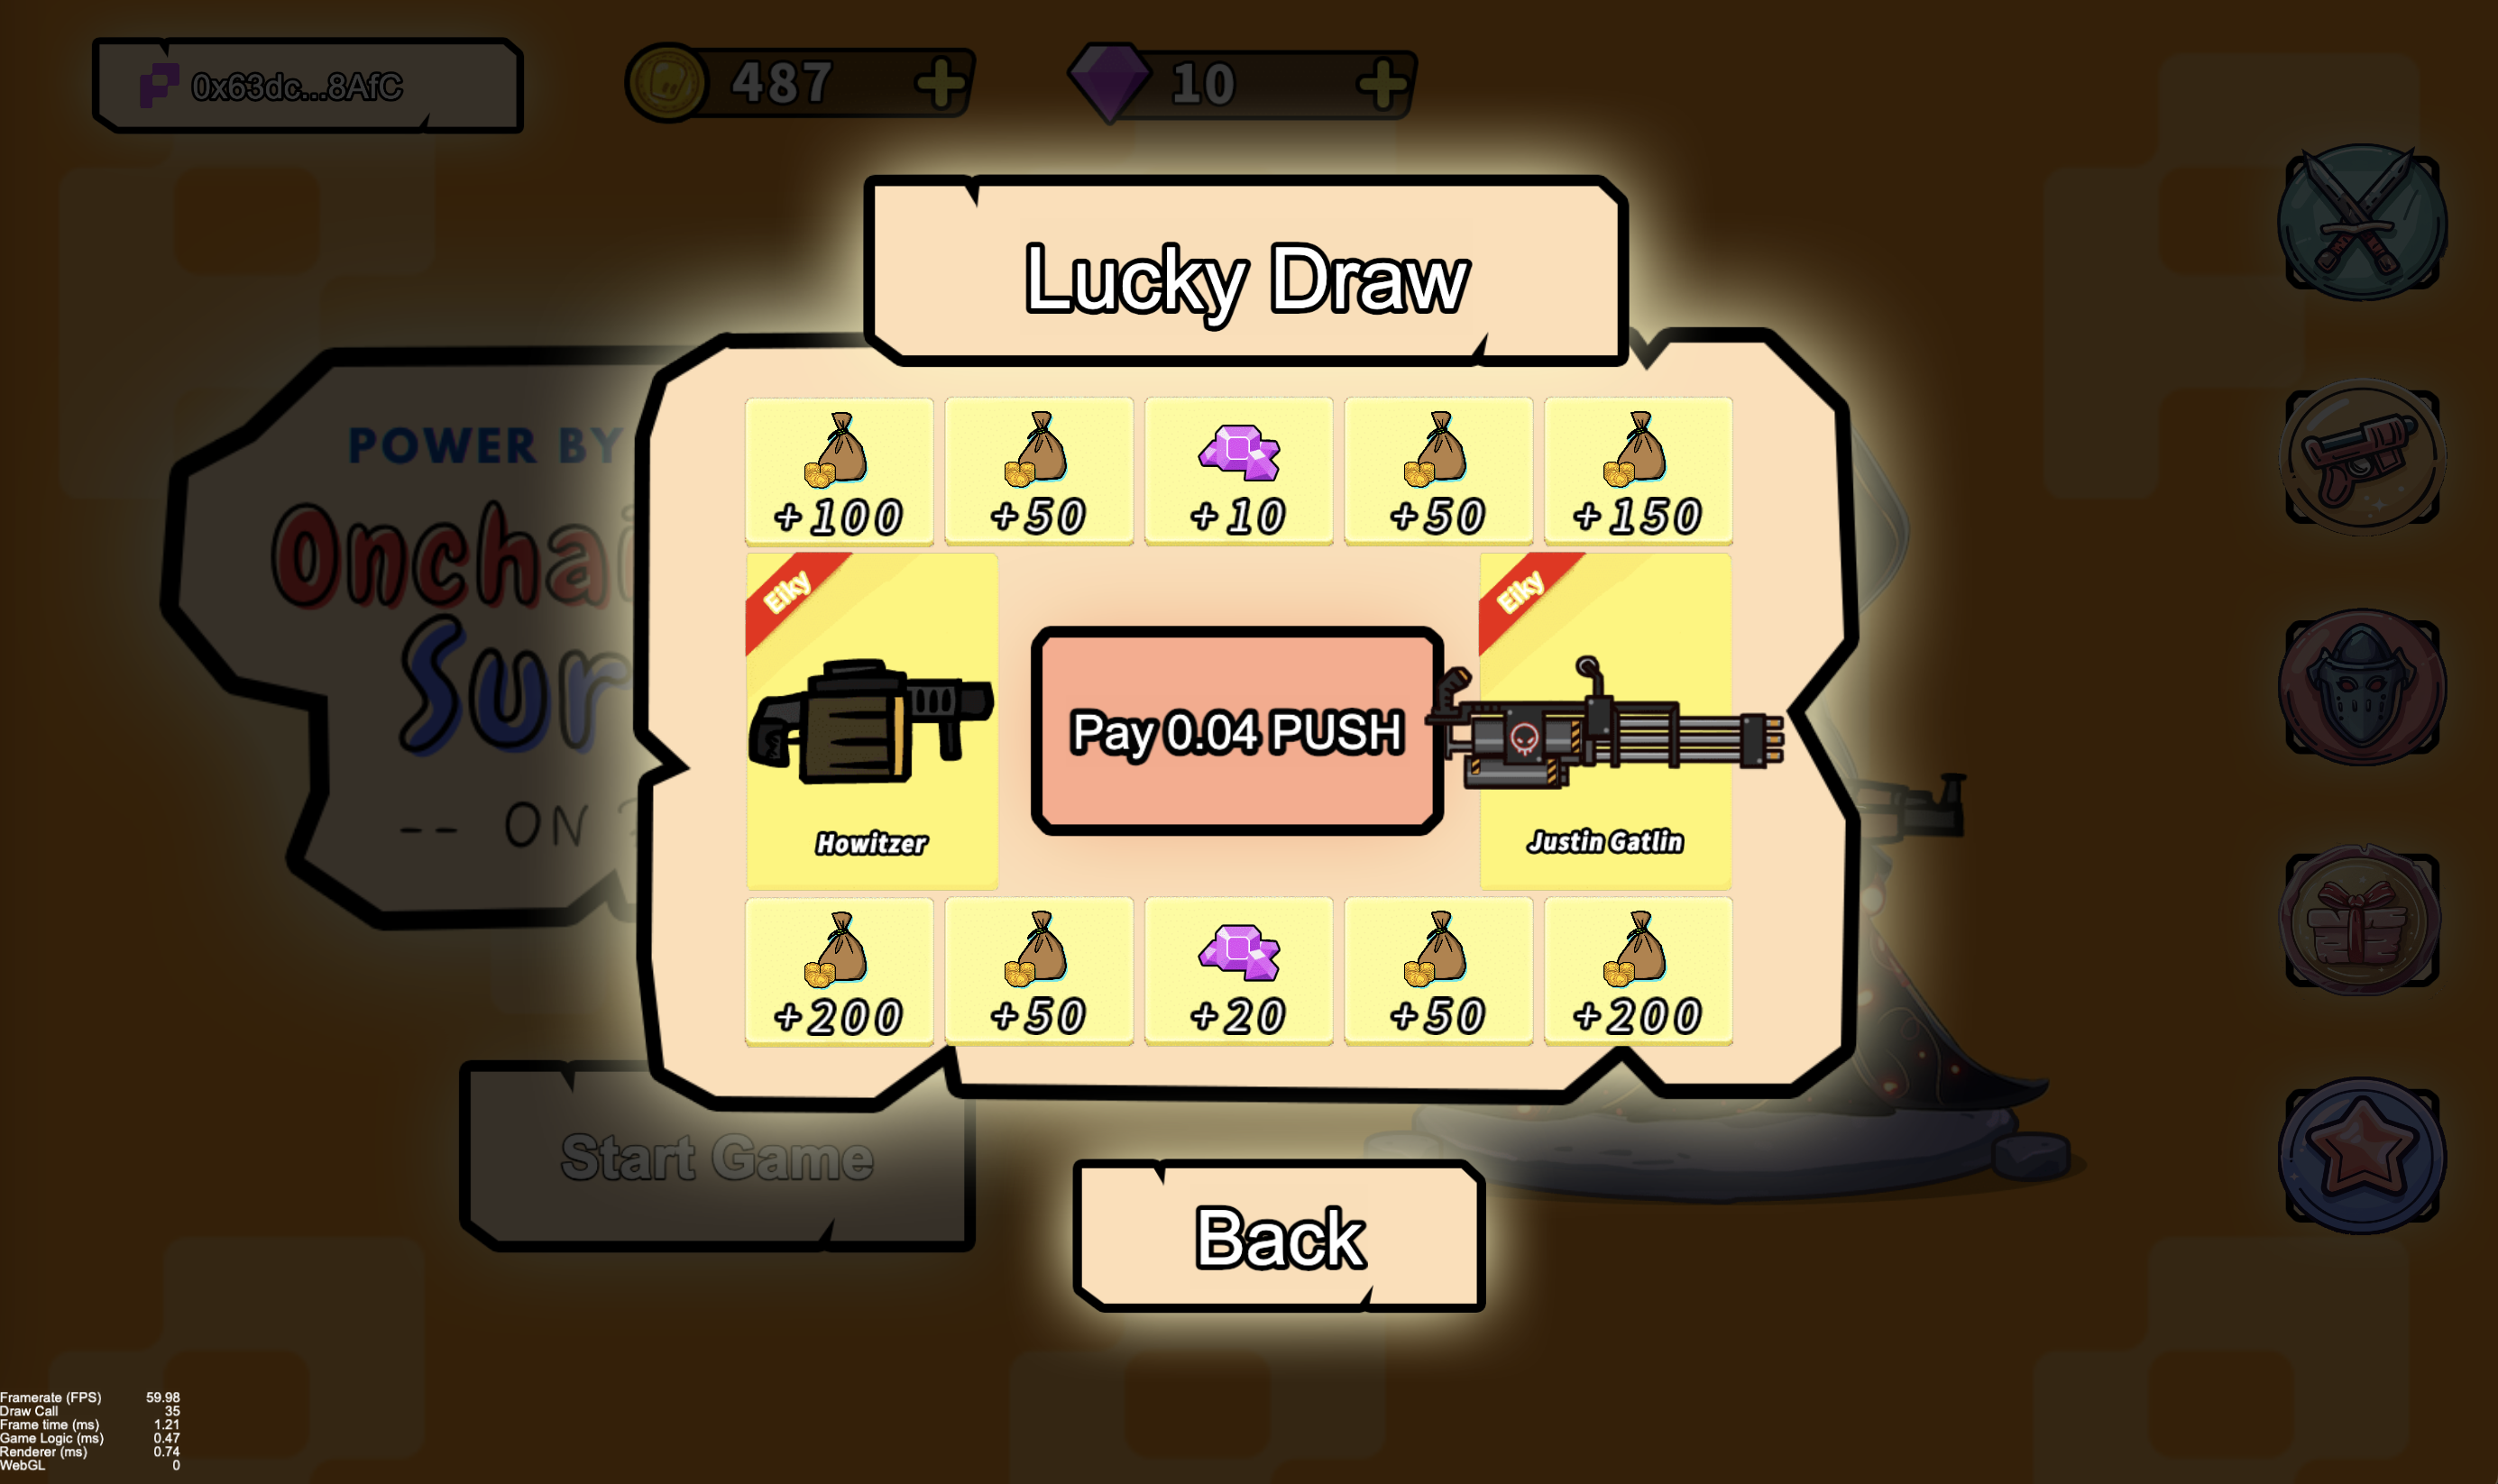 0x63dc...8AfC
487
10
Lucky Draw
POWER BY
Onchai
Sur
-- ON
+100
+50
+10
+50
+150
Eiky
Eiky
Pay 0.04 PUSH
Howitzer
Justin Gatlin
+200
+50
+20
+50
+200
Start Game
Back
Framerate (FPS) 59.98
Draw Call 35
Frame time (ms) 1.21
Game Logic (ms) 0.47
Renderer (ms) 0.74
WebGL 0